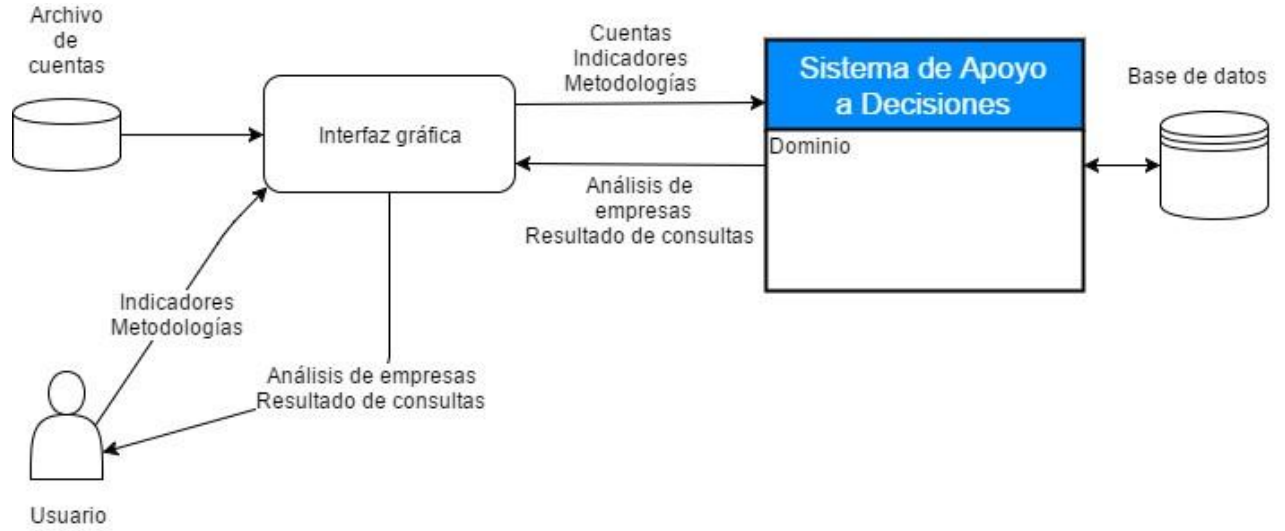 Archivo
de
cuentas
Interfaz gráfica
Cuentas
Indicadores
Metodologías
Sistema de Apoyo
a Decisiones
Dominio
Base de datos
Análisis de
empresas
Resultado de consultas
Indicadores
Metodologías
Análisis de empresas
Resultado de consultas
Usuario